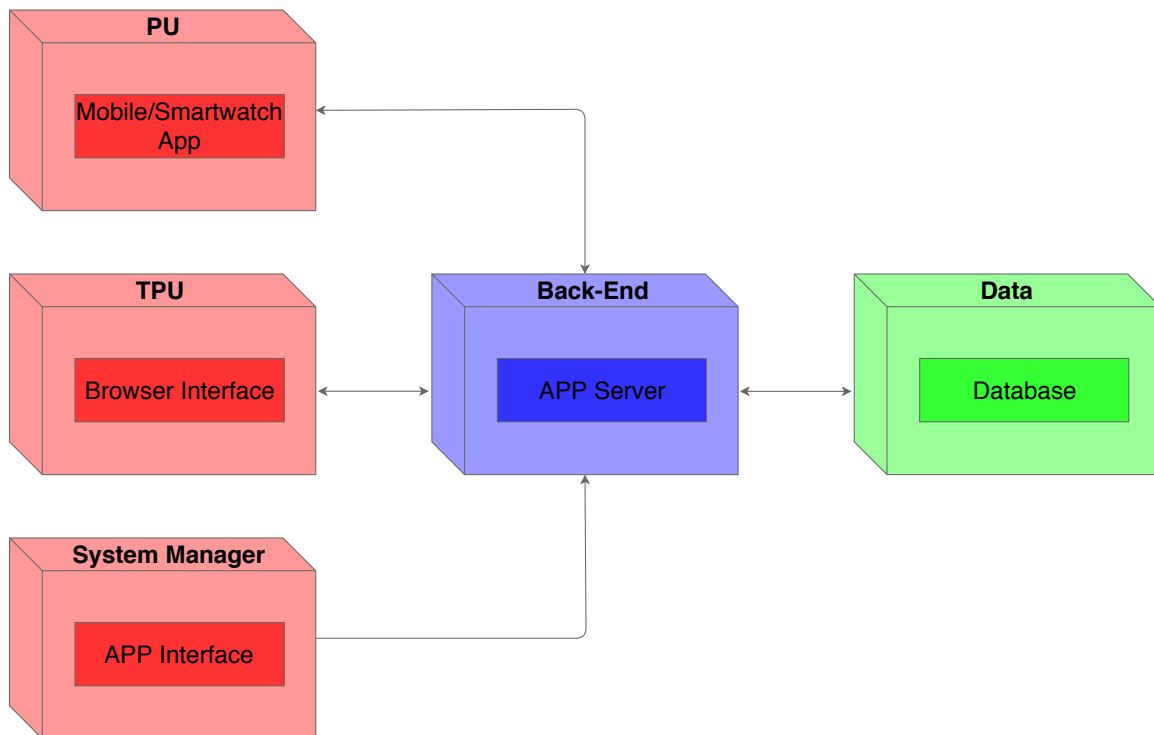 PU
Mobile/Smartwatch
App
TPU
Browser Interface
Back-End
APP Server
Data
Database
System Manager
APP Interface